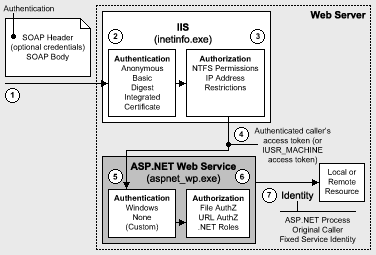 Authentication
Web Server
SOAP Header
(optional credentials)
SOAP Body
IIS
(inetinfo.exe)
2
3
Authentication
Anonymous
Basic
Digest
Integrated
Certificate
Authorization
NTFS Permissions
IP Address
Restrictions
1
4
Authenticated caller's
access token (or
IUSR_MACHINE
access token)
ASP.NET Web Service
(aspnet_wp.exe)
5
6
Authentication
Windows
None
(Custom)
Authorization
File AuthZ
URL AuthZ
.NET Roles
Local or
Remote
Resource
7 Identity
ASP.NET Process
Original Caller
Fixed Service Identity